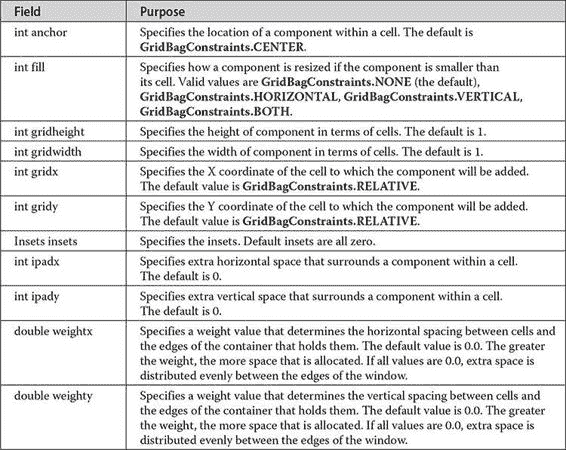 Field Purpose
int anchor Specifies the location of a component within a cell. The default is
GridBagConstraints.CENTER.
int fill Specifies how a component is resized if the component is smaller than
its cell. Valid values are GridBagConstraints.NONE (the default),
GridBagConstraints.HORIZONTAL, GridBagConstraints.VERTICAL,
GridBagConstraints.BOTH.
int gridheight Specifies the height of component in terms of cells. The default is 1.
int gridwidth Specifies the width of component in terms of cells. The default is 1.
int gridx Specifies the X coordinate of the cell to which the component will be added.
The default value is GridBagConstraints.RELATIVE.
int gridy Specifies the Y coordinate of the cell to which the component will be added.
The default value is GridBagConstraints.RELATIVE.
Insets insets Specifies the insets. Default insets are all zero.
int ipadx Specifies extra horizontal space that surrounds a component within a cell.
The default is 0.
int ipady Specifies extra vertical space that surrounds a component within a cell.
The default is 0.
double weightx Specifies a weight value that determines the horizontal spacing between cells and
the edges of the container that holds them. The default value is 0.0. The greater
the weight, the more space that is allocated. If all values are 0.0, extra space is
distributed evenly between the edges of the window.
double weighty Specifies a weight value that determines the vertical spacing between cells and
the edges of the container that holds them. The default value is 0.0. The greater
the weight, the more space that is allocated. If all values are 0.0, extra space is
distributed evenly between the edges of the window.